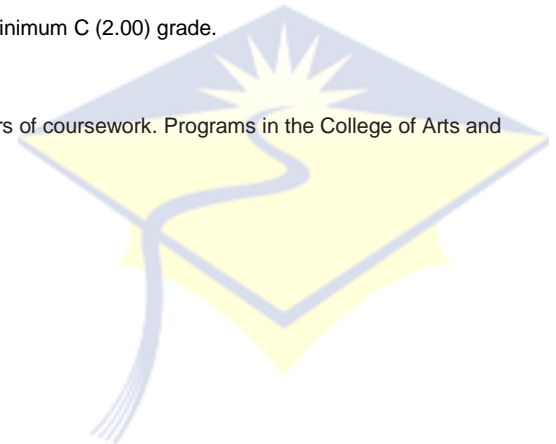 inimum C (2.00) grade.
rs of coursework. Programs in the College of Arts and